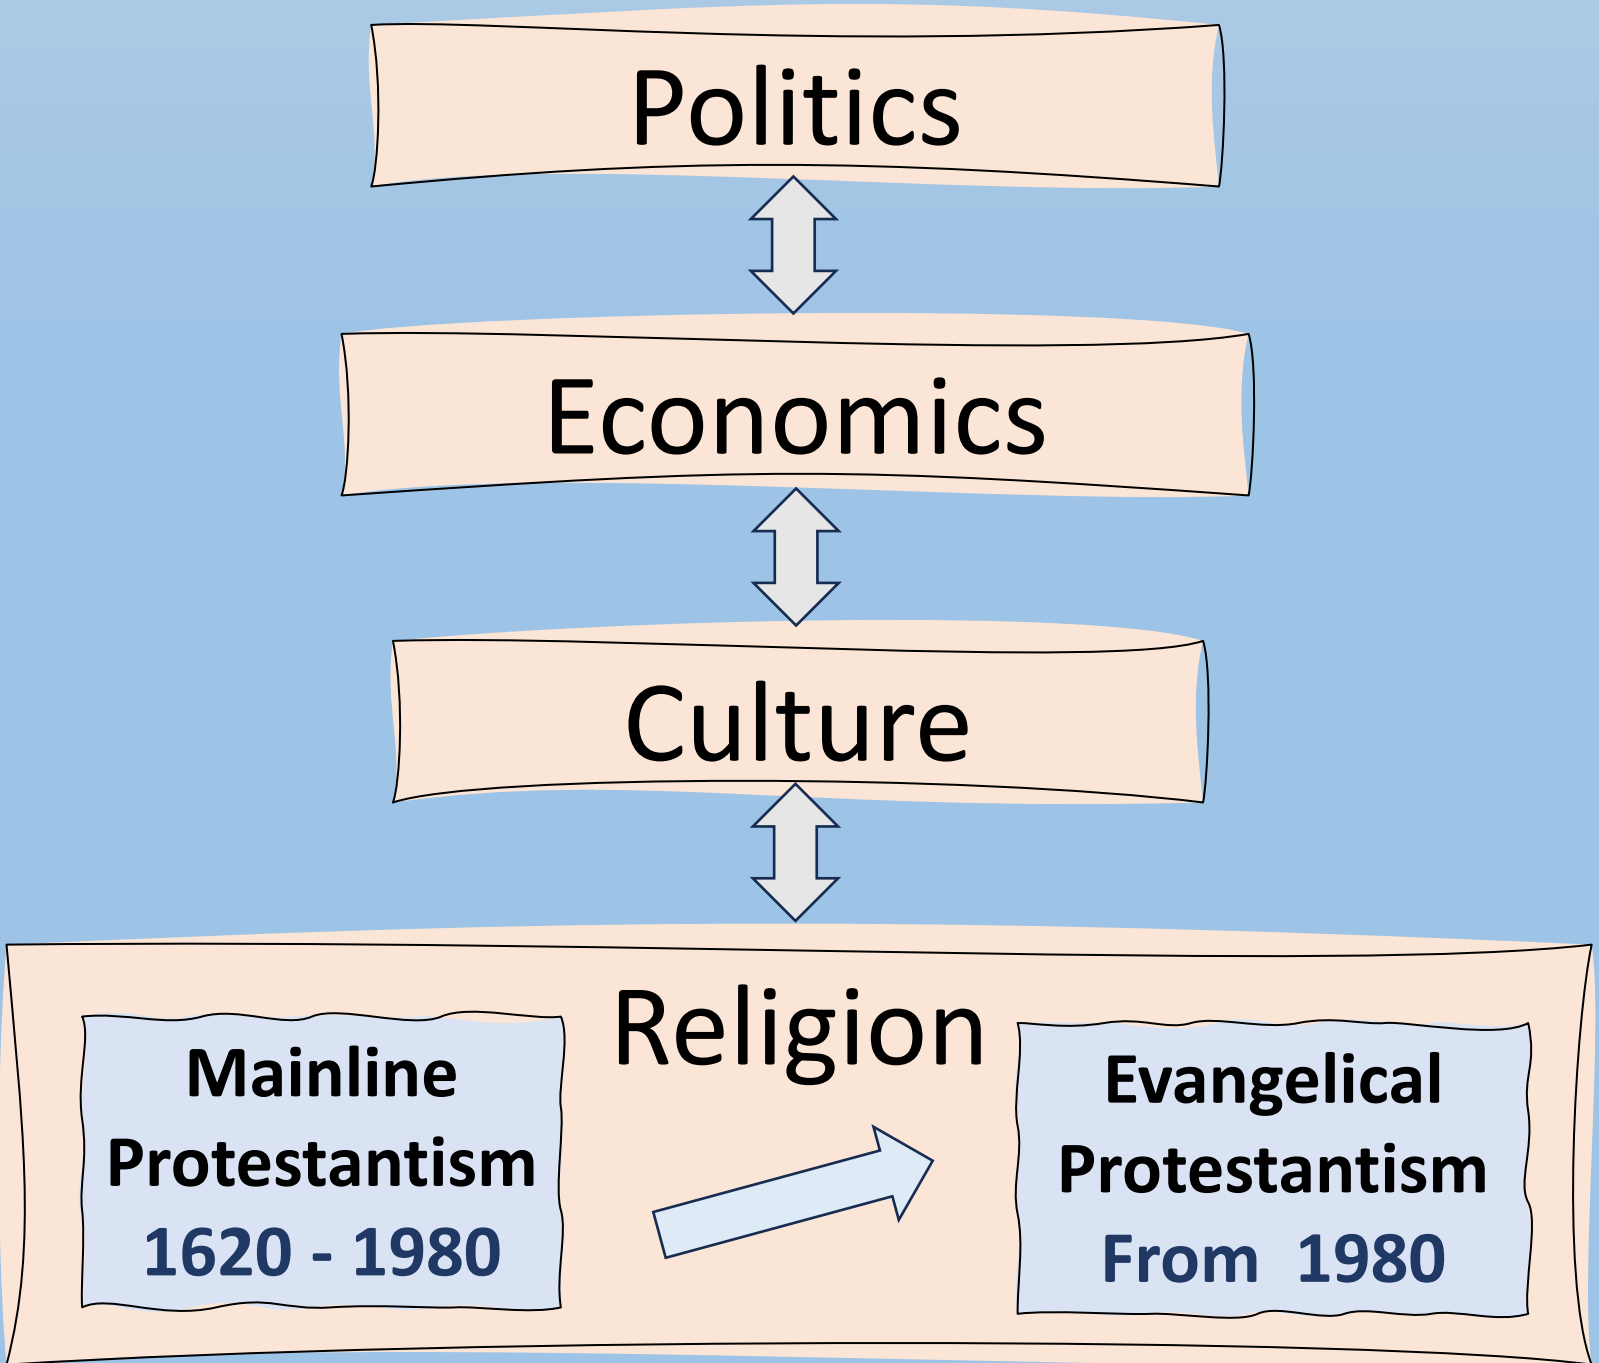 Politics
Economics
Culture
Religion
Mainline
Protestantism
1620 - 1980
Evangelical
Protestantism
From 1980